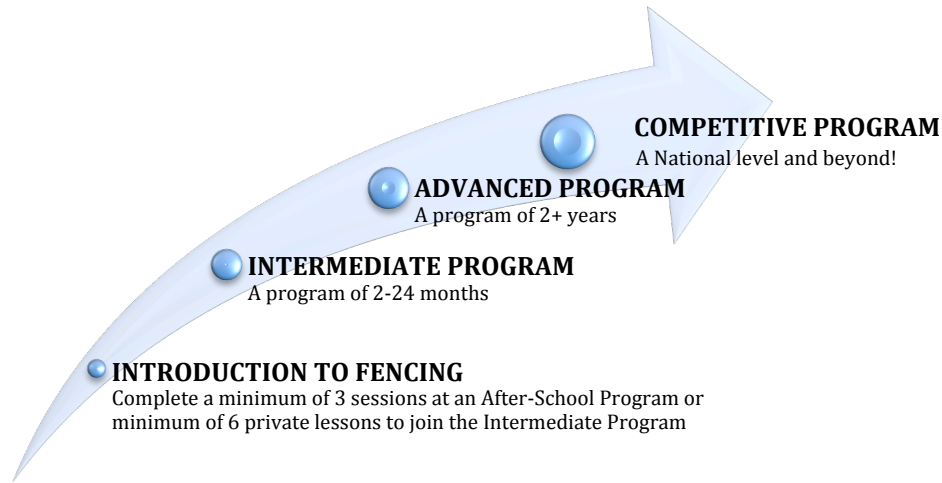 COMPETITIVE PROGRAM
A National level and beyond!
ADVANCED PROGRAM
A program of 2+ years
INTERMEDIATE PROGRAM
A program of 2-24 months
INTRODUCTION TO FENCING
Complete a minimum of 3 sessions at an After-School Program or
minimum of 6 private lessons to join the Intermediate Program